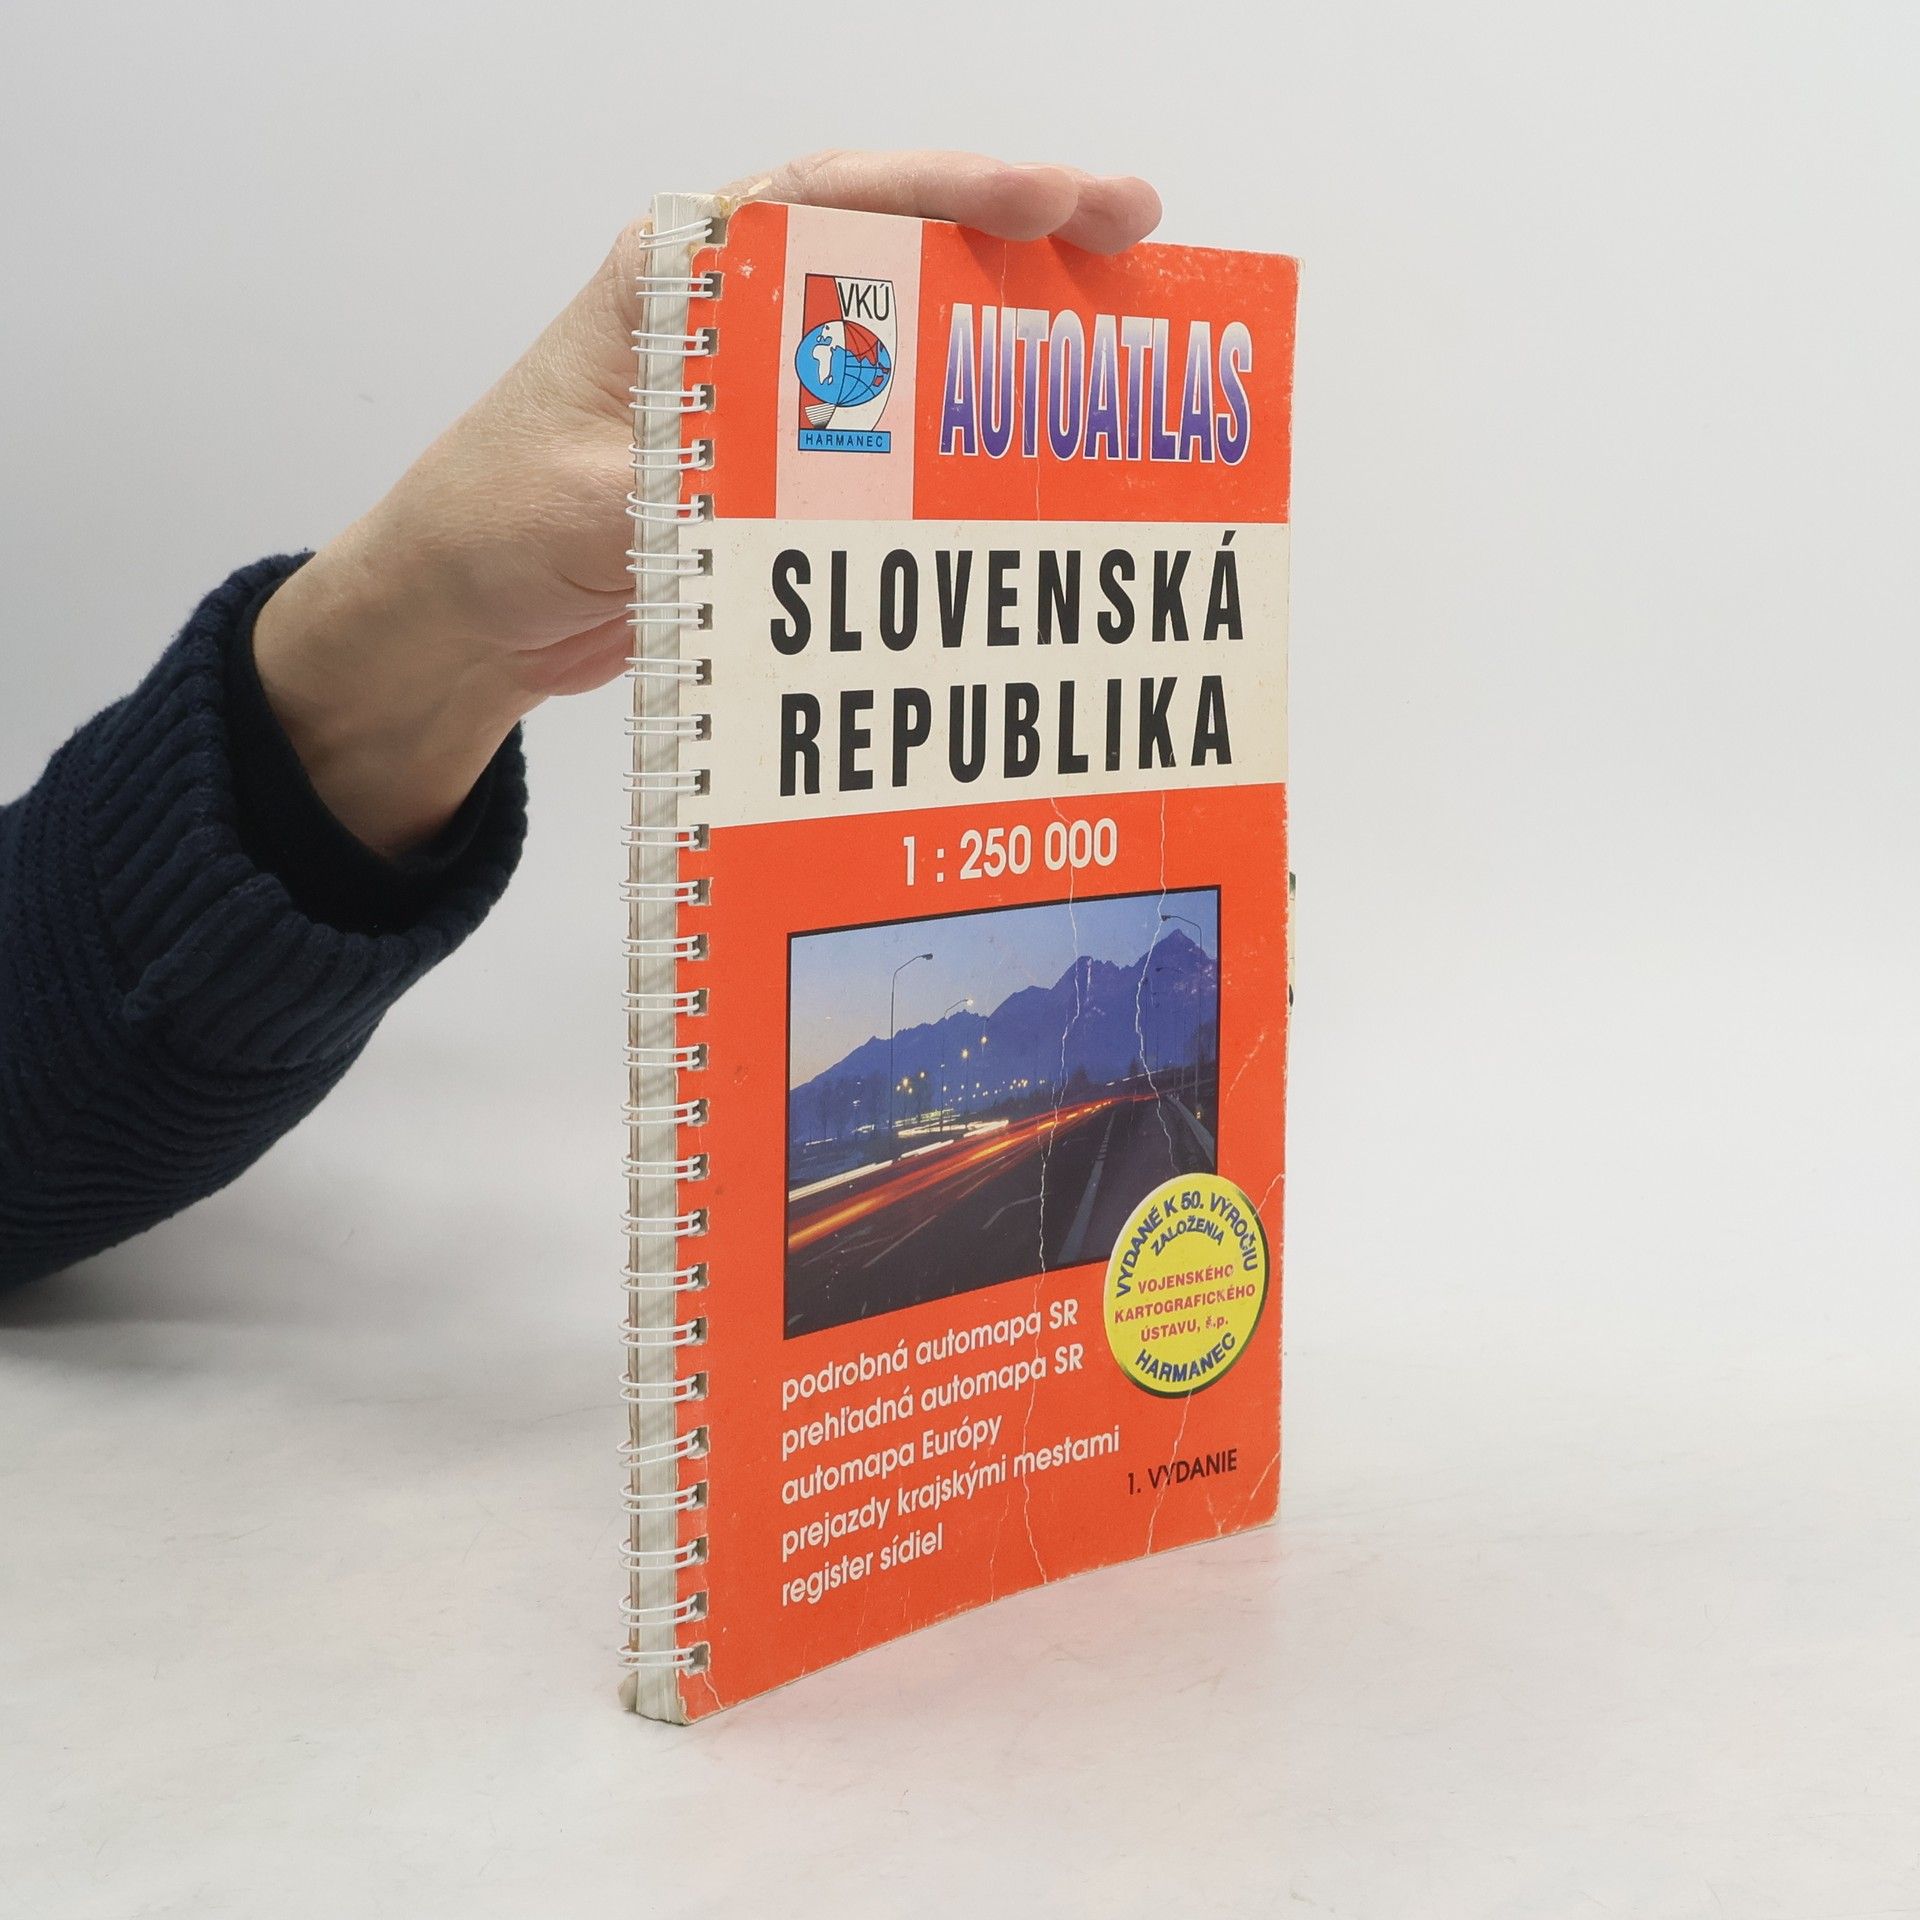 VKÚ
HARMANEC
AUTOATLAS
SLOVENSKÁ
REPUBLIKA
1 : 250 000
VYDANÉ K 50. VÝROČIU
ZALOŽENIA
VOJENSKÉHO
KARTOGRAFICKÉHO
ÚSTAVU, š.p.
HARMANEC
podrobná automapa SR
prehľadná automapa SR
automapa Európy
prejazdy krajskými mestami
register sídiel
1. VYDANIE